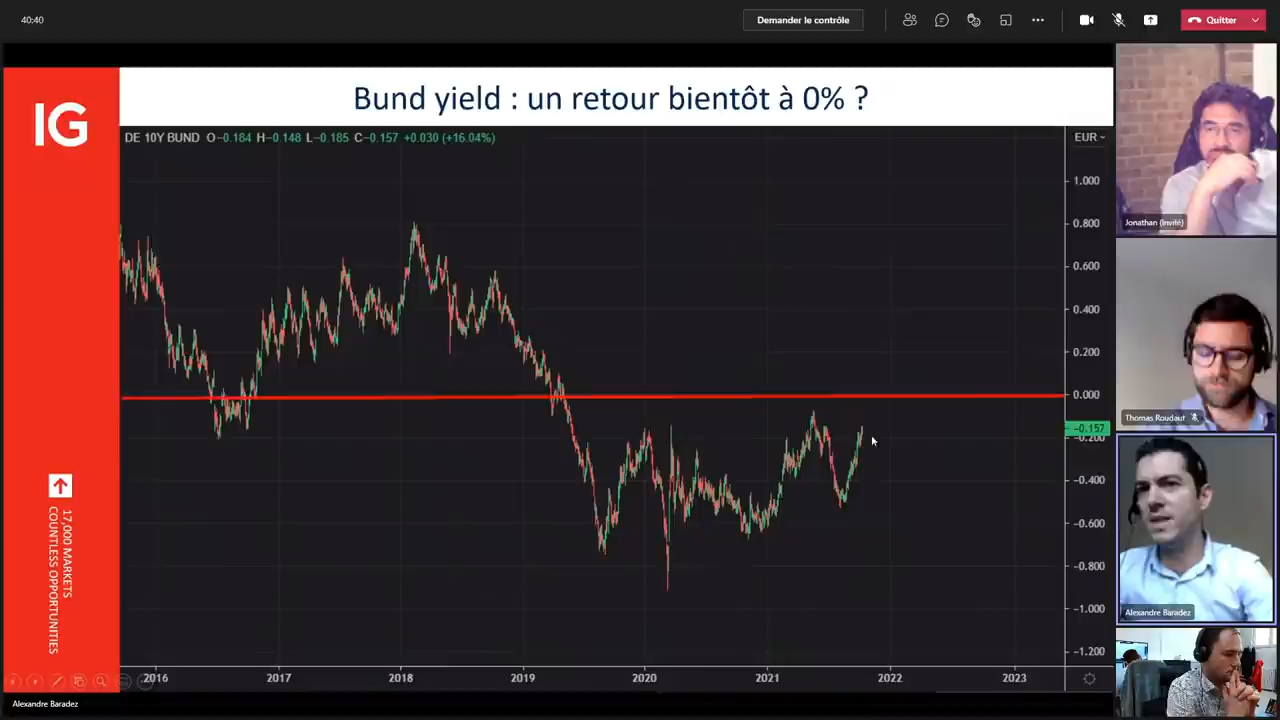 40:40
Demander le contrôle
Quitter
IG
Bund yield : un retour bientôt à 0% ?
DE 10Y BUND O−0.184 H−0.148 L−0.185 C−0.157 +0.030 (+16.04%)
EUR
1.000
0.800
0.600
0.400
0.200
0.000
−0.157
−0.200
−0.400
−0.600
−0.800
−1.000
−1.200
2016 2017 2018 2019 2020 2021 2022 2023
17,000 MARKETS
COUNTLESS OPPORTUNITIES
Alexandre Baradez
Jonathan (Invité)
Thomas Roudaut
Alexandre Baradez